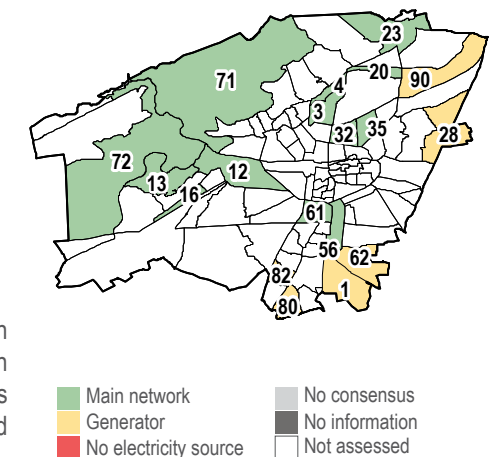 23
71
4
20
90
3
32
35
28
72
12
13
16
61
56
62
82
1
80
n
n
s
d
Main network
Generator
No electricity source
No consensus
No information
Not assessed